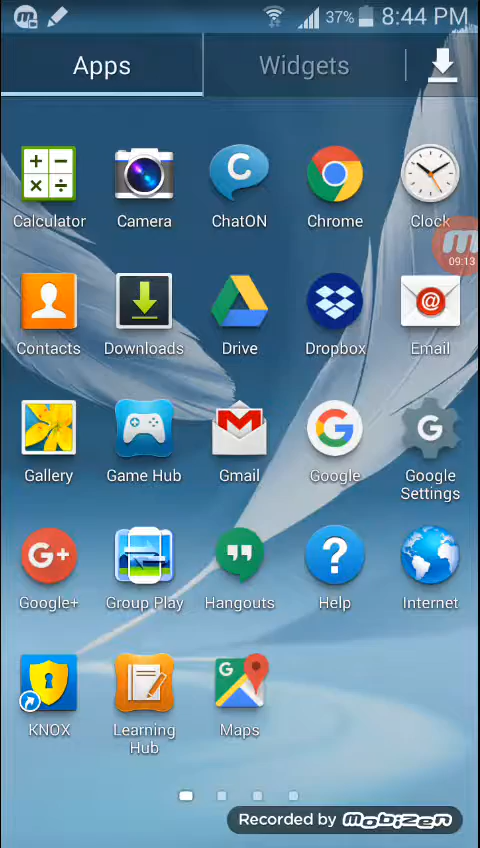 37% 8:44 PM
Apps
Widgets
Calculator
Camera
ChatON
Chrome
Clock
09:13
Contacts
Downloads
Drive
Dropbox
Email
Gallery
Game Hub
Gmail
Google
Google
Settings
Google+
Group Play
Hangouts
Help
Internet
KNOX
Learning
Hub
Maps
Recorded by mobizen